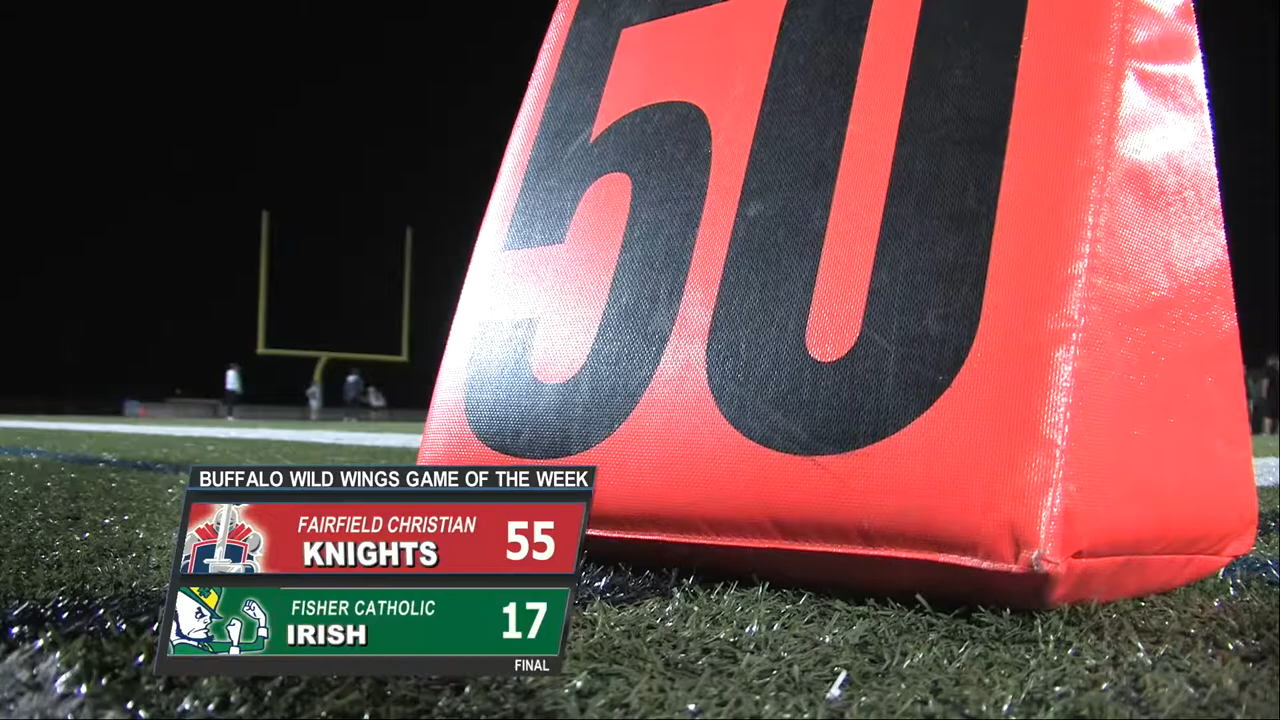 50
BUFFALO WILD WINGS GAME OF THE WEEK
FAIRFIELD CHRISTIAN
KNIGHTS
55
FISHER CATHOLIC
IRISH
17
FINAL